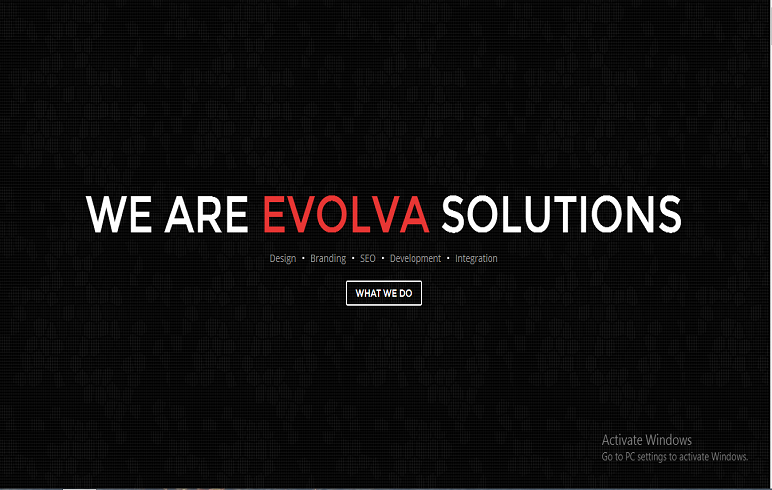 WE ARE EVOLVA SOLUTIONS
Design • Branding • SEO • Development • Integration
WHAT WE DO
Activate Windows
Go to PC settings to activate Windows.